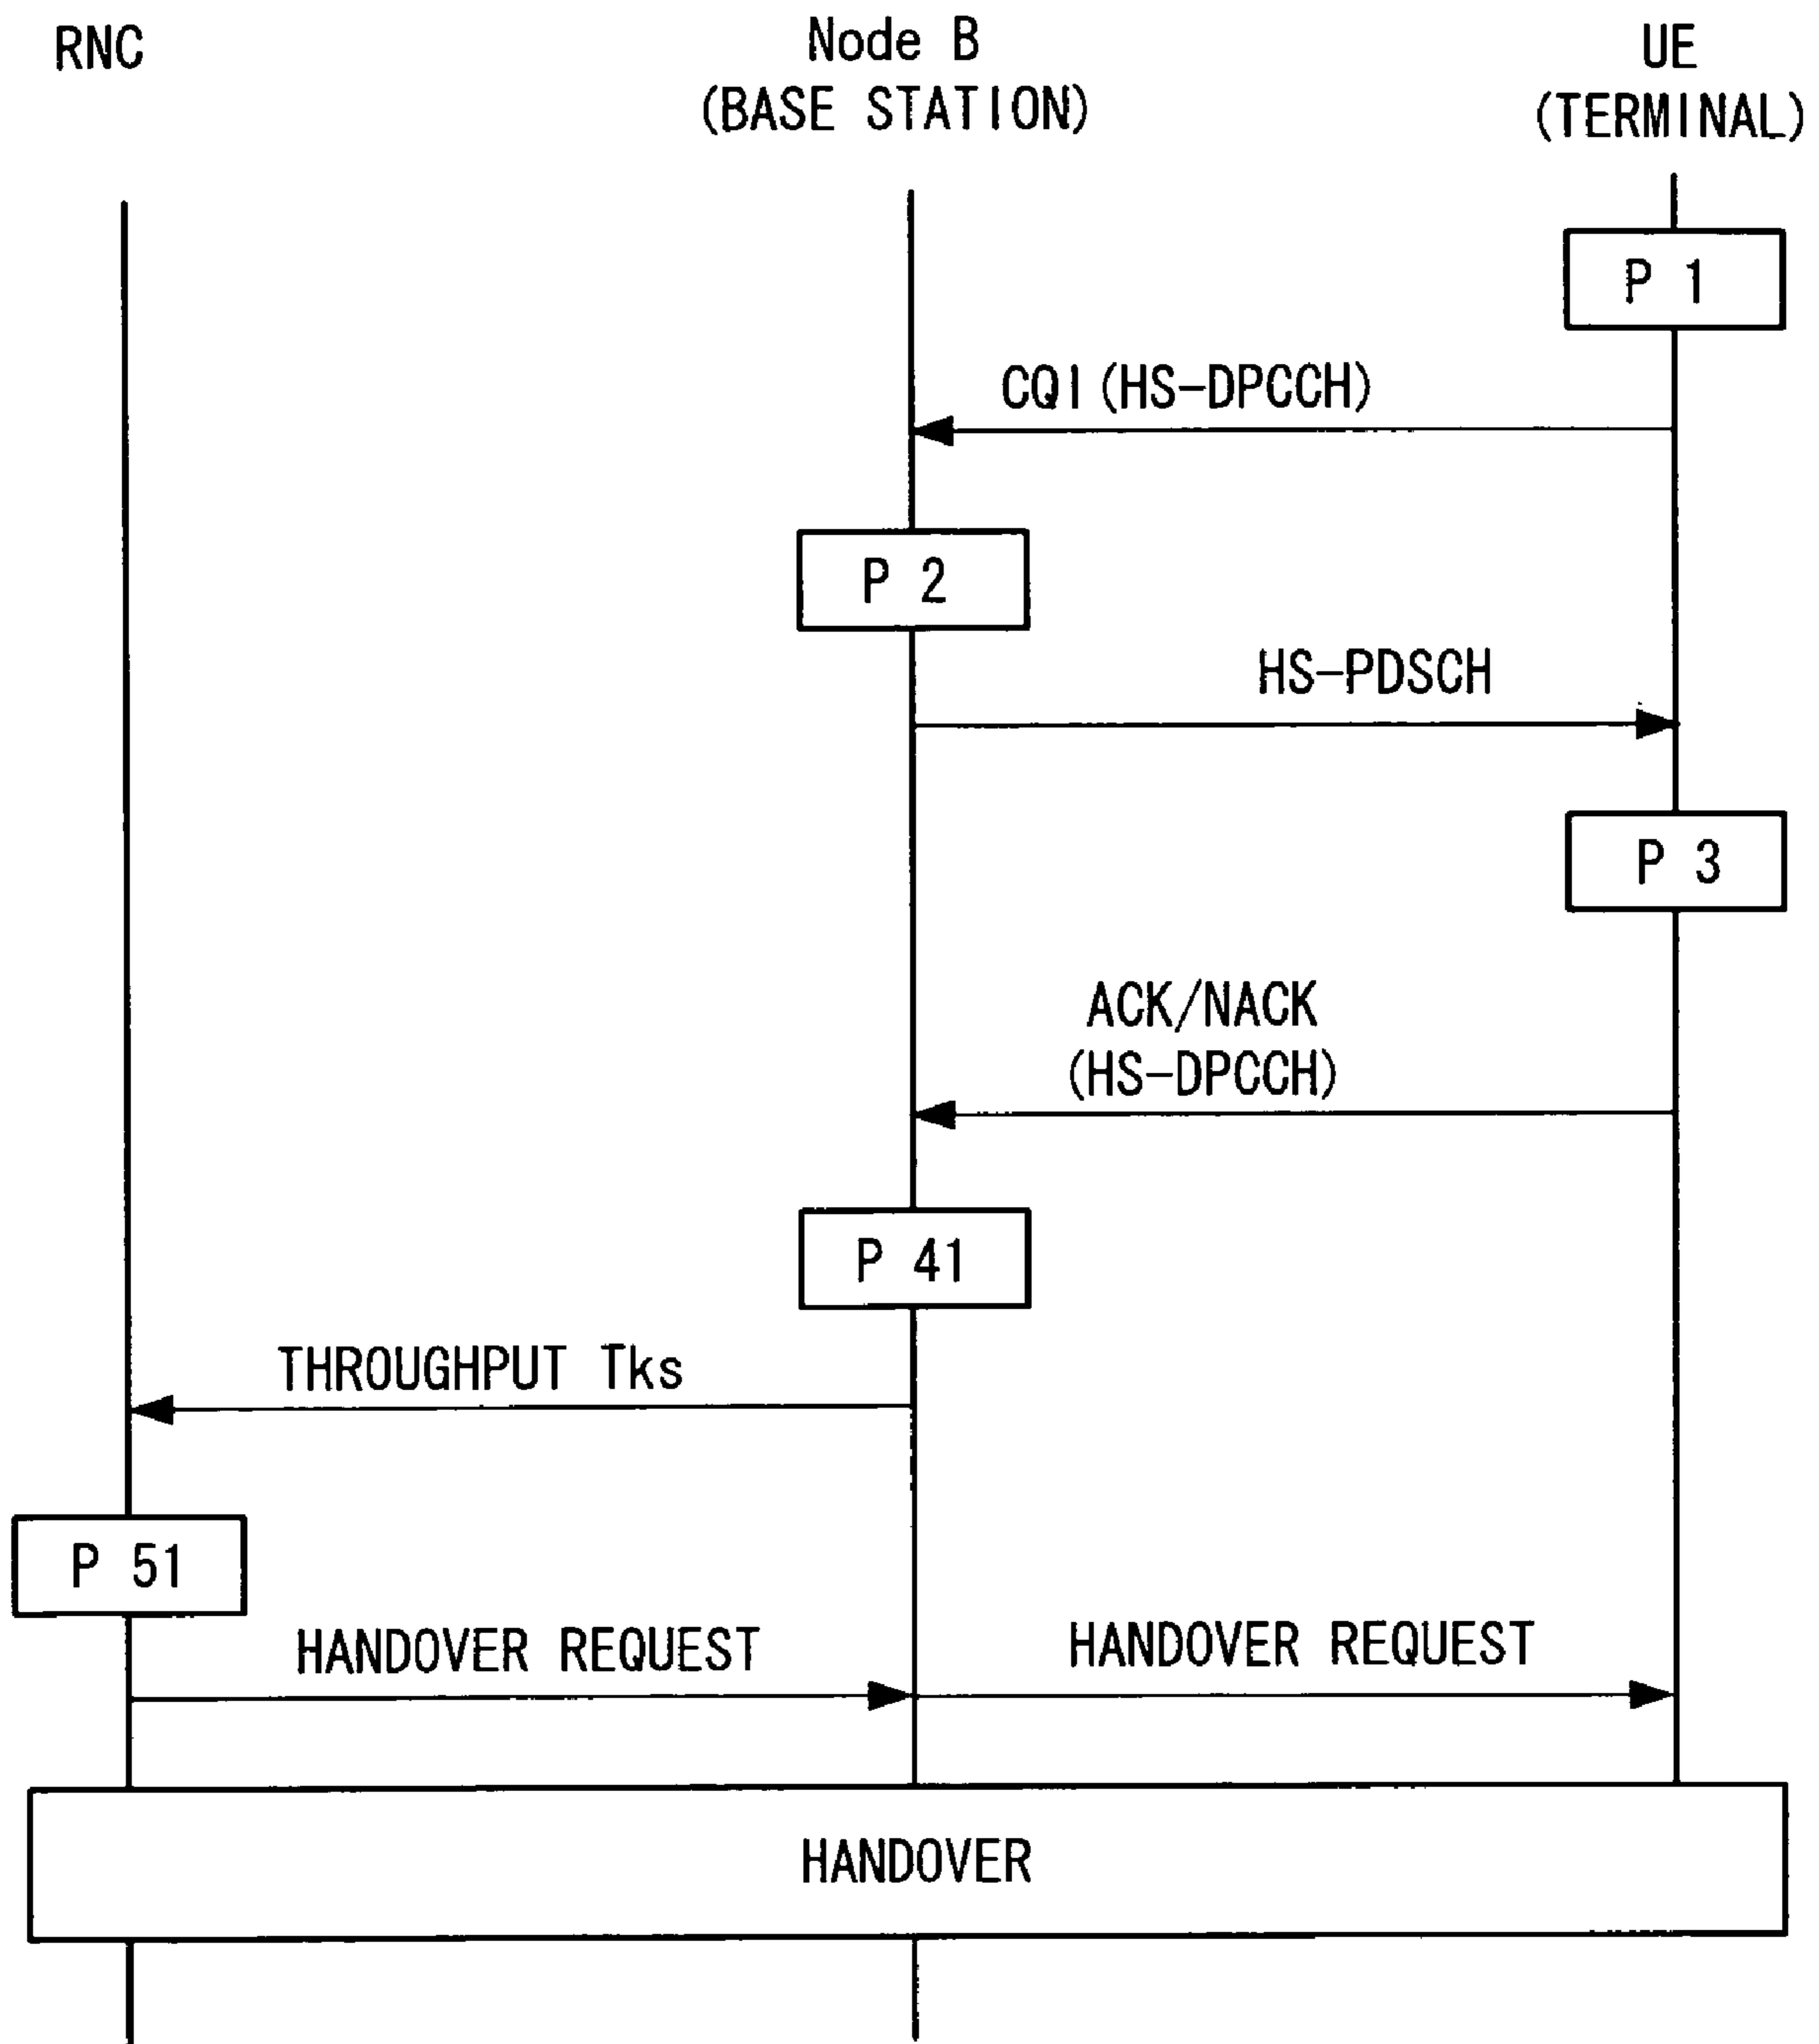 RNC
Node B
(BASE STATION)
UE
(TERMINAL)
P 1
CQI(HS-DPCCH)
P 2
HS-PDSCH
P 3
ACK/NACK
(HS-DPCCH)
P 41
THROUGHPUT Tks
P 51
HANDOVER REQUEST
HANDOVER REQUEST
HANDOVER